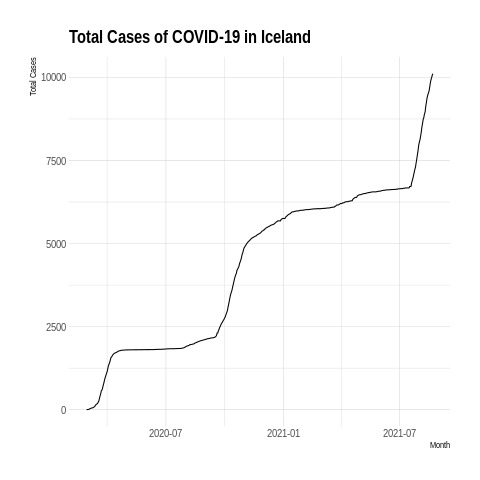 Total Cases of COVID-19 in Iceland
Total Cases
10000
7500
5000
2500
0
2020-07
2021-01
2021-07
Month